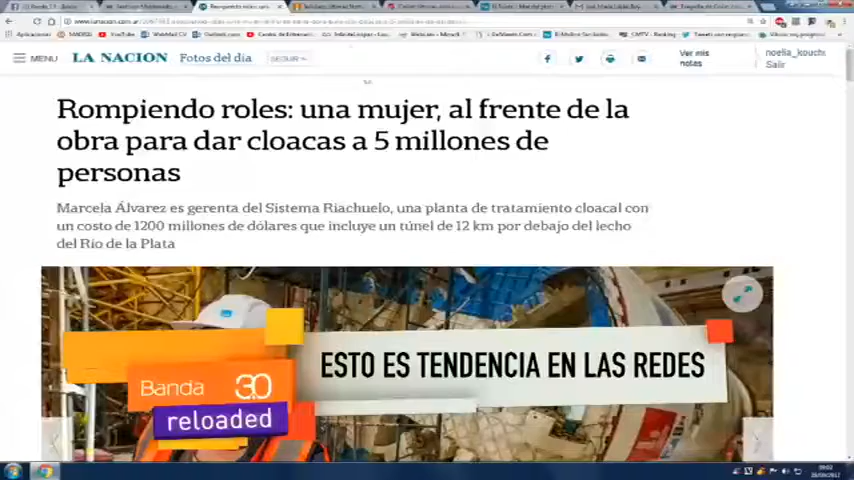 MENU
LA NACION
Fotos del día
SEGUIR
Ver mis
notas
noelia_kouch
Salir
Rompiendo roles: una mujer, al frente de la
obra para dar cloacas a 5 millones de
personas
Marcela Álvarez es gerenta del Sistema Riachuelo, una planta de tratamiento cloacal con
un costo de 1200 millones de dólares que incluye un túnel de 12 km por debajo del lecho
del Río de la Plata
ESTO ES TENDENCIA EN LAS REDES
Banda 3.0
reloaded